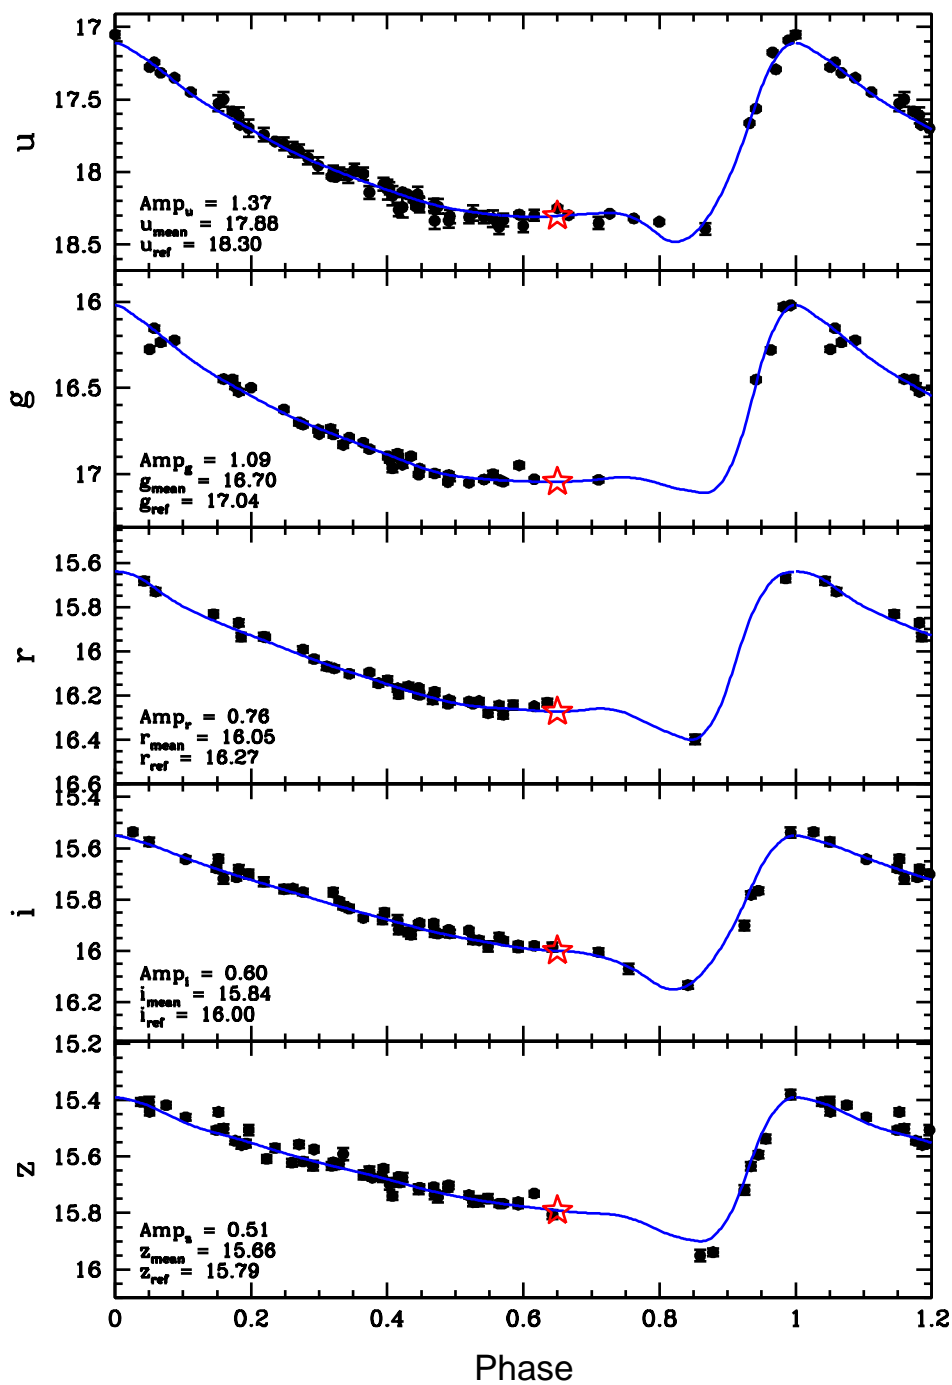 17
17.5
u
18
Amp_u = 1.37
u_mean = 17.88
u_ref = 18.30
18.5
16
16.5
g
Amp_g = 1.09
g_mean = 16.70
g_ref = 17.04
17
15.6
15.8
16
r
16.2
Amp_r = 0.76
r_mean = 16.05
r_ref = 16.27
16.4
16.6
15.4
15.6
15.8
i
16
Amp_i = 0.60
i_mean = 15.84
i_ref = 16.00
16.2
15.2
15.4
15.6
z
15.8
Amp_z = 0.51
z_mean = 15.66
z_ref = 15.79
16
0 0.2 0.4 0.6 0.8 1 1.2
Phase